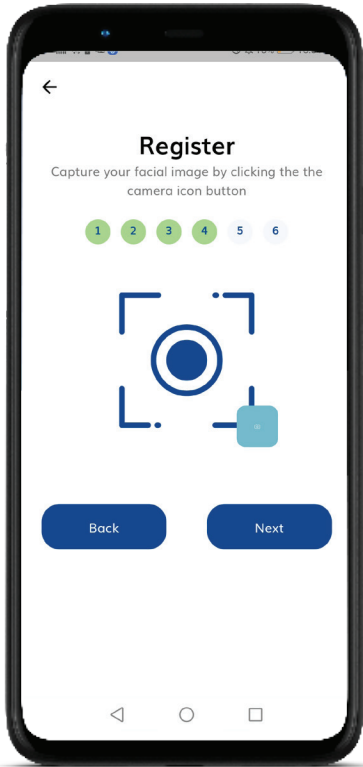 Register
Capture your facial image by clicking the the
camera icon button
1 2 3 4 5 6
Back Next